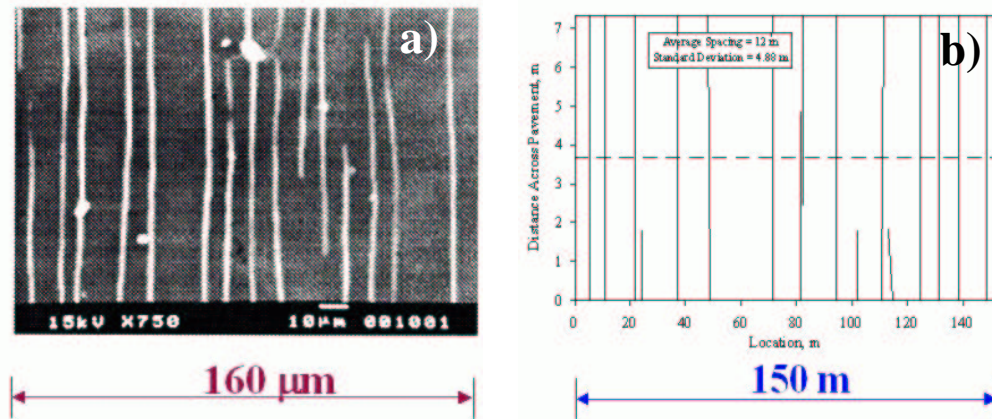 a)
15kV X750 10µm 001001
160 µm
b)
Average Spacing = 12 m
Standard Deviation = 4.88 m
Distance Across Pavement, m
7
6
5
4
3
2
1
0
0 20 40 60 80 100 120 140
Location, m
150 m